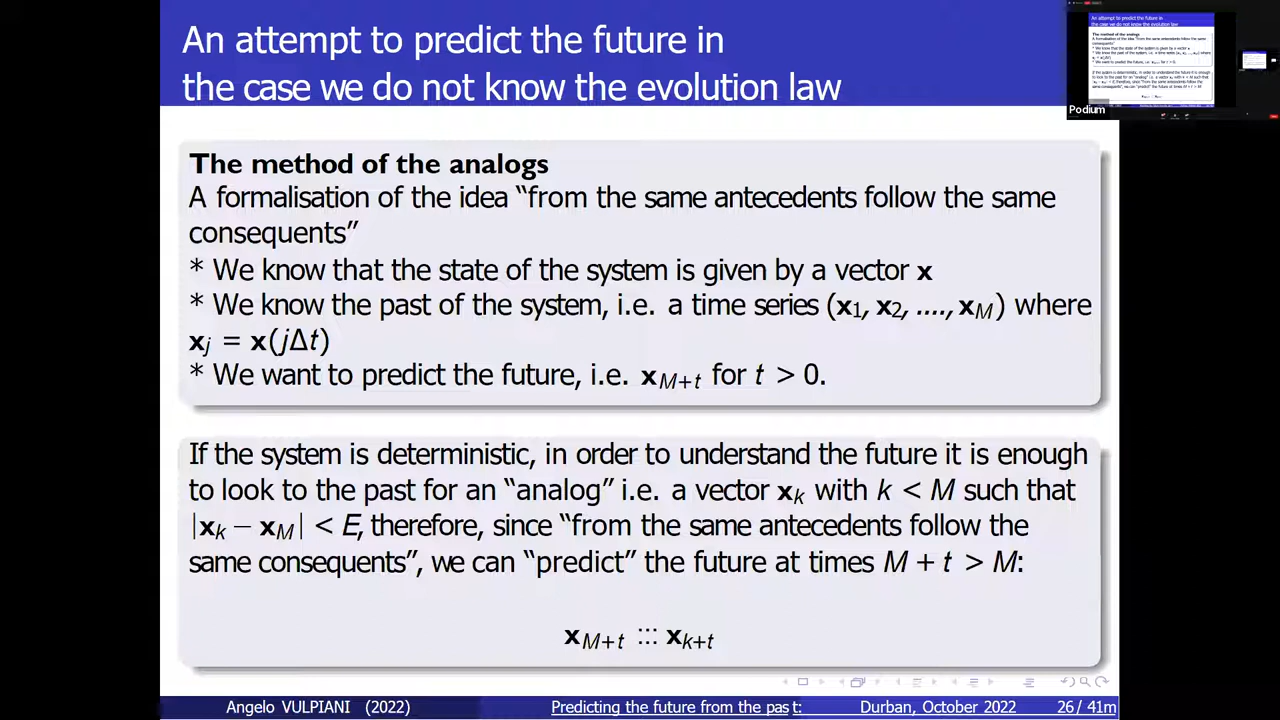 An attempt to predict the future in
the case we do not know the evolution law
Podium
The method of the analogs
A formalisation of the idea “from the same antecedents follow the same
consequents”
* We know that the state of the system is given by a vector x
* We know the past of the system, i.e. a time series (x1, x2, ...., xM) where
xj = x(jΔt)
* We want to predict the future, i.e. xM+t for t > 0.
If the system is deterministic, in order to understand the future it is enough
to look to the past for an “analog” i.e. a vector xk with k < M such that
|xk − xM| < E, therefore, since “from the same antecedents follow the
same consequents”, we can “predict” the future at times M + t > M:
xM+t ::: xk+t
Angelo VULPIANI (2022) Predicting the future from the past: Durban, October 2022 26 / 41m